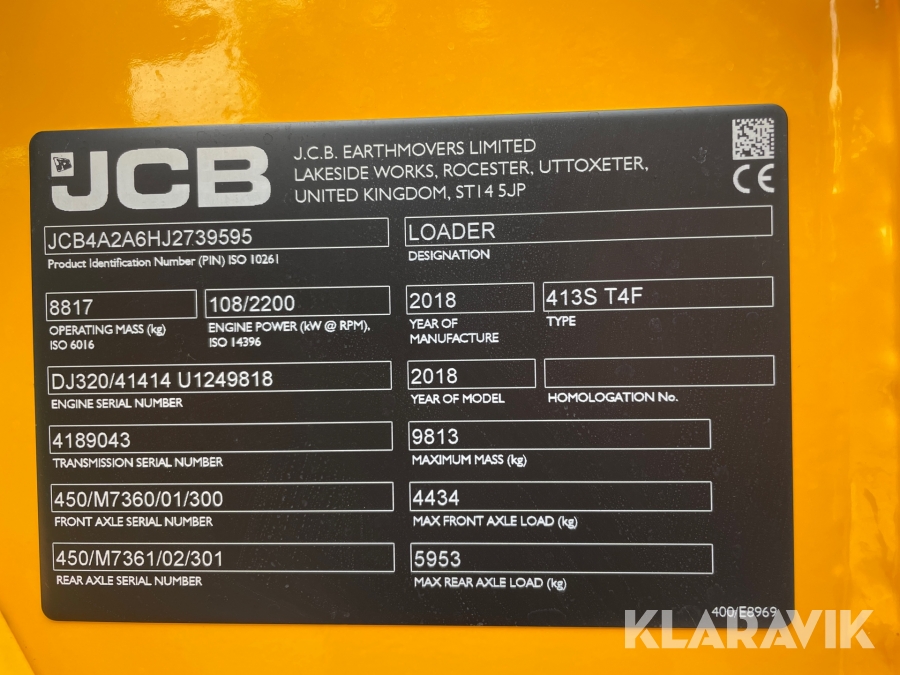 JCB
J.C.B. EARTHMOVERS LIMITED
LAKESIDE WORKS, ROCESTER, UTTOXETER,
UNITED KINGDOM, ST14 5JP
CE
JCB4A2A6HJ2739595
Product Identification Number (PIN) ISO 10261
LOADER
DESIGNATION
8817
OPERATING MASS (kg)
ISO 6016
108/2200
ENGINE POWER (kW @ RPM),
ISO 14396
2018
YEAR OF
MANUFACTURE
413S T4F
TYPE
DJ320/41414 U1249818
ENGINE SERIAL NUMBER
2018
YEAR OF MODEL
HOMOLOGATION No.
4189043
TRANSMISSION SERIAL NUMBER
9813
MAXIMUM MASS (kg)
450/M7360/01/300
FRONT AXLE SERIAL NUMBER
4434
MAX FRONT AXLE LOAD (kg)
450/M7361/02/301
REAR AXLE SERIAL NUMBER
5953
MAX REAR AXLE LOAD (kg)
400/E8969
KLARAVIK